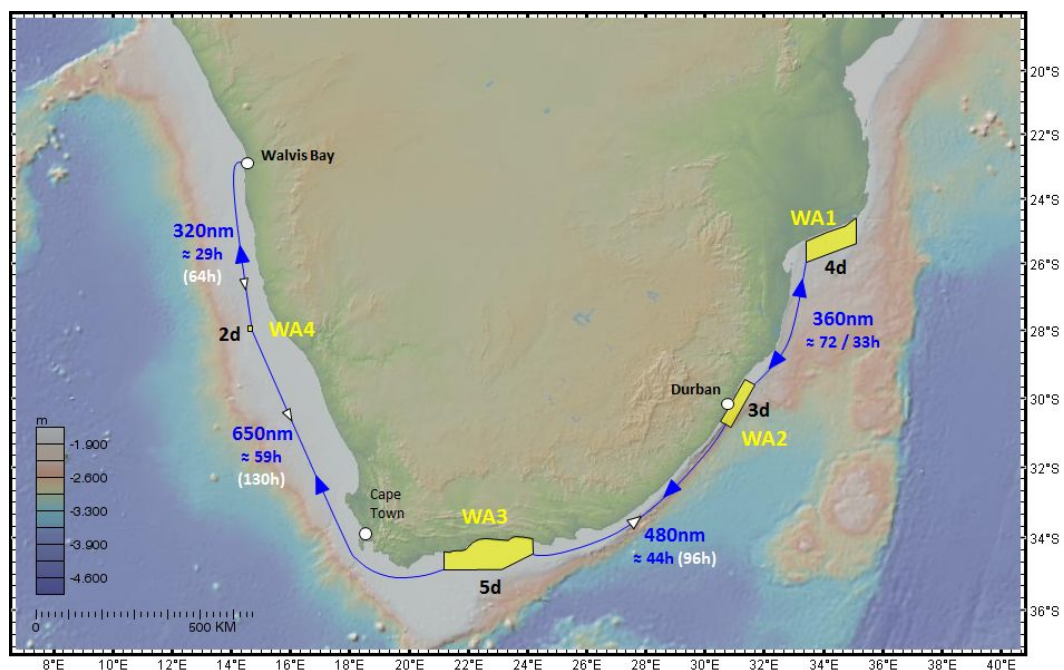 20°S
22°S
Walvis Bay
24°S
WA1
320nm
≈ 29h
(64h)
4d
26°S
360nm
≈ 72 / 33h
2d
WA4
28°S
Durban
3d
30°S
m
-1.900
-2.600
-3.300
-3.900
-4.600
650nm
≈ 59h
(130h)
WA2
32°S
Cape
Town
WA3
480nm
≈ 44h (96h)
34°S
5d
0
500 KM
36°S
8°E 10°E 12°E 14°E 16°E 18°E 20°E 22°E 24°E 26°E 28°E 30°E 32°E 34°E 36°E 38°E 40°E